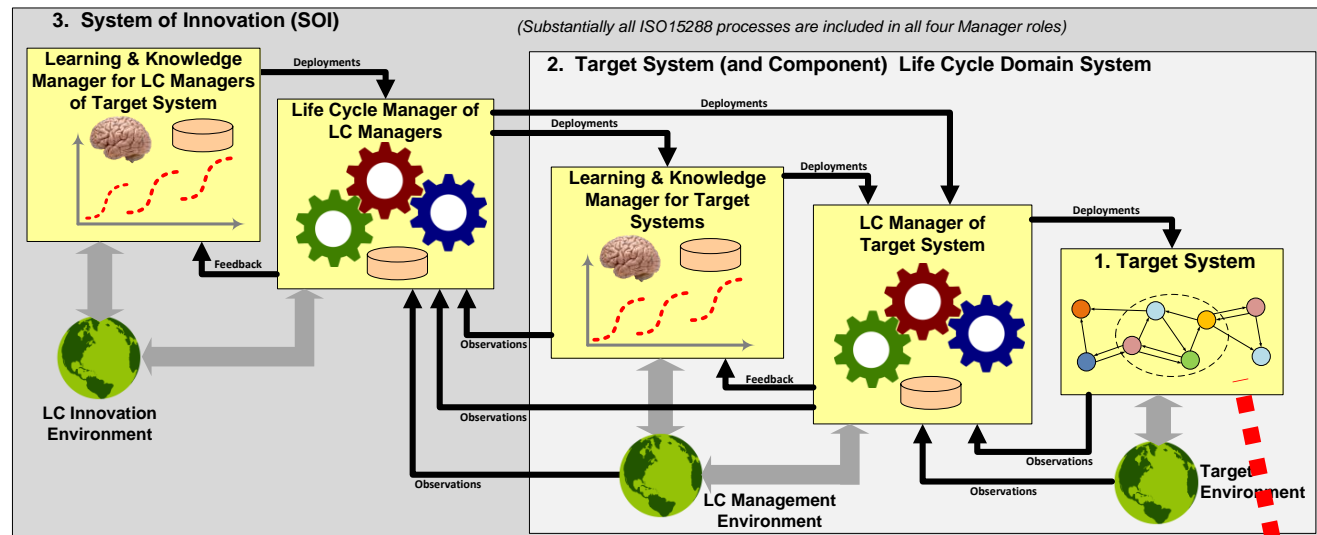 3. System of Innovation (SOI)
(Substantially all ISO15288 processes are included in all four Manager roles)
Learning & Knowledge
Manager for LC Managers
of Target System
Deployments
2. Target System (and Component) Life Cycle Domain System
Life Cycle Manager of
LC Managers
Deployments
Deployments
Learning & Knowledge
Manager for Target
Systems
Deployments
LC Manager of
Target System
Deployments
1. Target System
Feedback
Observations
Feedback
Observations
Observations
Observations
Observations
LC Innovation
Environment
LC Management
Environment
Target
Environment